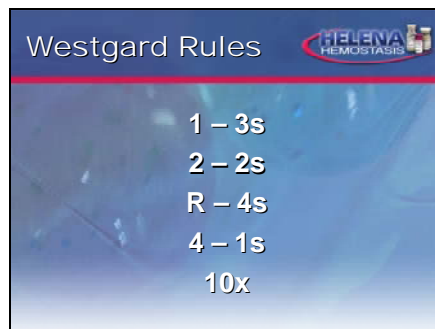 Westgard Rules
HELENA
HEMOSTASIS
1 – 3s
2 – 2s
R – 4s
4 – 1s
10x